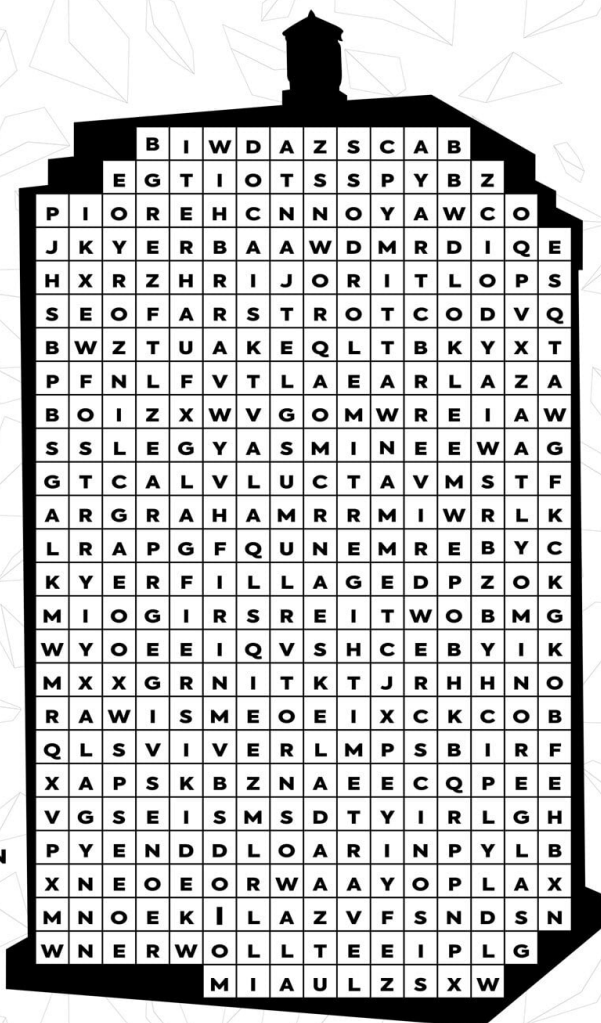 B I W D A Z S C A B
E G T I O T S S P Y B Z
P I O R E H C N N O Y A W C O
J K Y E R B A A W D M R D I Q E
H X R Z H R I J O R I T L O P S
S E O F A R S T R O T C O D V Q
B W Z T U A K E Q L T B K Y X T
P F N L F V T L A E A R L A Z A
B O I Z X W V G O M W R E I A W
S S L E G Y A S M I N E E W A G
G T C A L V L U C T A V M S T F
A R G R A H A M R R M I W R L K
L R A P G F Q U N E M R E B Y C
K Y E R F I L L A G E D P Z O K
M I O G I R S R E I T W O B M G
W Y O E E I Q V S H C E B Y I K
M X X G R N I T K T J R H H N O
R A W I S M E O E I X C K C O B
Q L S V I V E R L M P S B I R F
X A P S K B Z N A E E C Q P E E
V G S E I S M S D T Y I R L G H
P Y E N D D L O A R I N P Y L B
X N E O E O R W A A Y O P L A X
M N O E K I L A Z V F S N D S N
W N E R W O L L T E E I P L G
M I A U L Z S X W